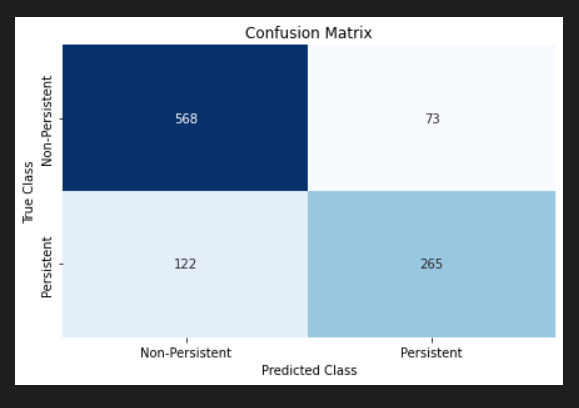 Confusion Matrix
True Class
Non-Persistent
568
73
Persistent
122
265
Non-Persistent
Persistent
Predicted Class